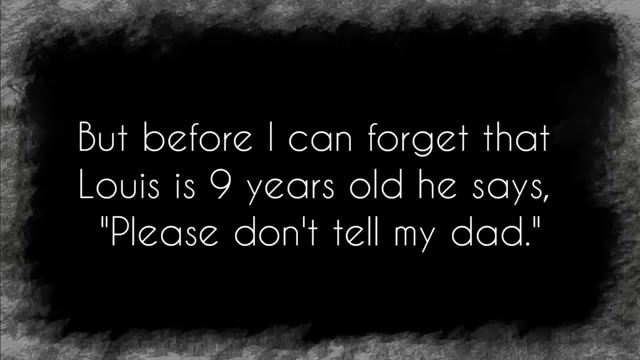 But before I can forget that
Louis is 9 years old he says,
"Please don't tell my dad."